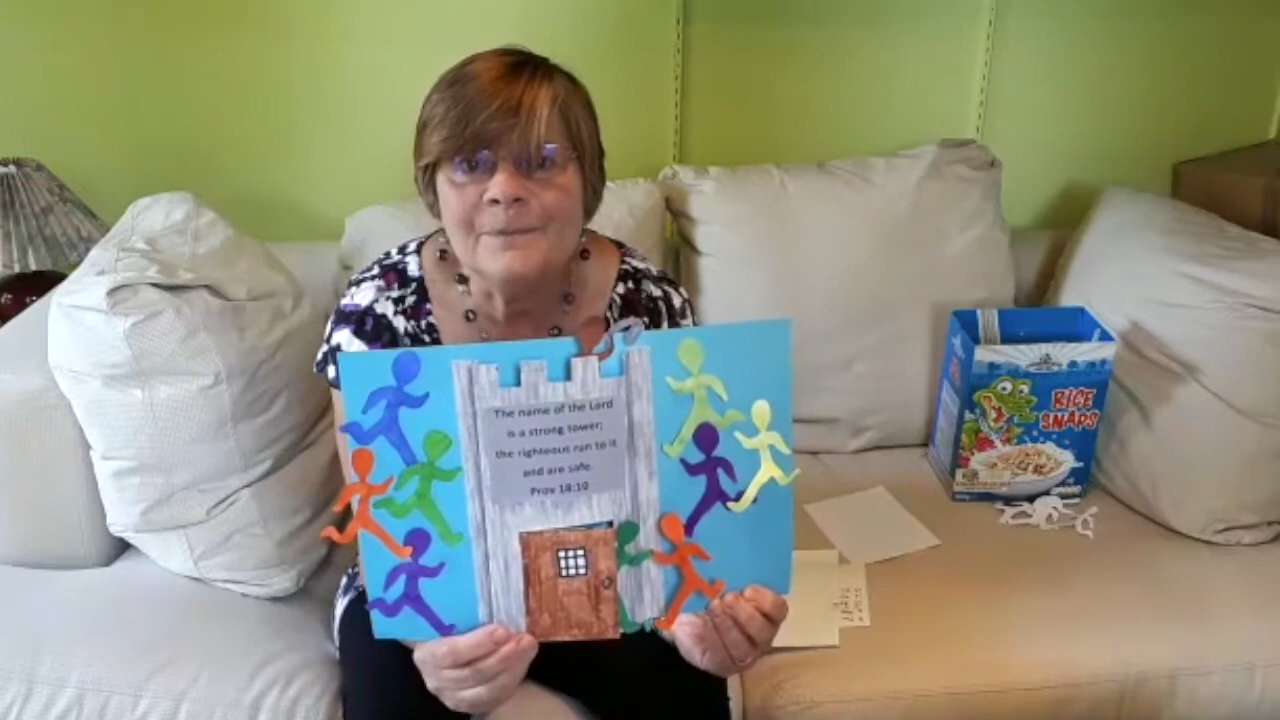 The name of the Lord
is a strong tower;
the righteous run to it
and are safe.
Prov 18:10
RICE
SNAPS